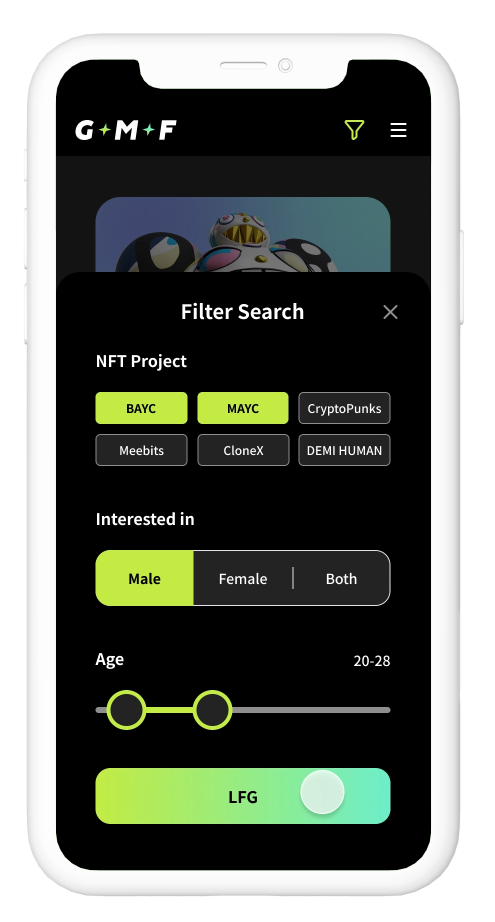 G✦M✦F
Filter Search
NFT Project
BAYC MAYC CryptoPunks
Meebits CloneX DEMI HUMAN
Interested in
Male Female Both
Age 20-28
LFG